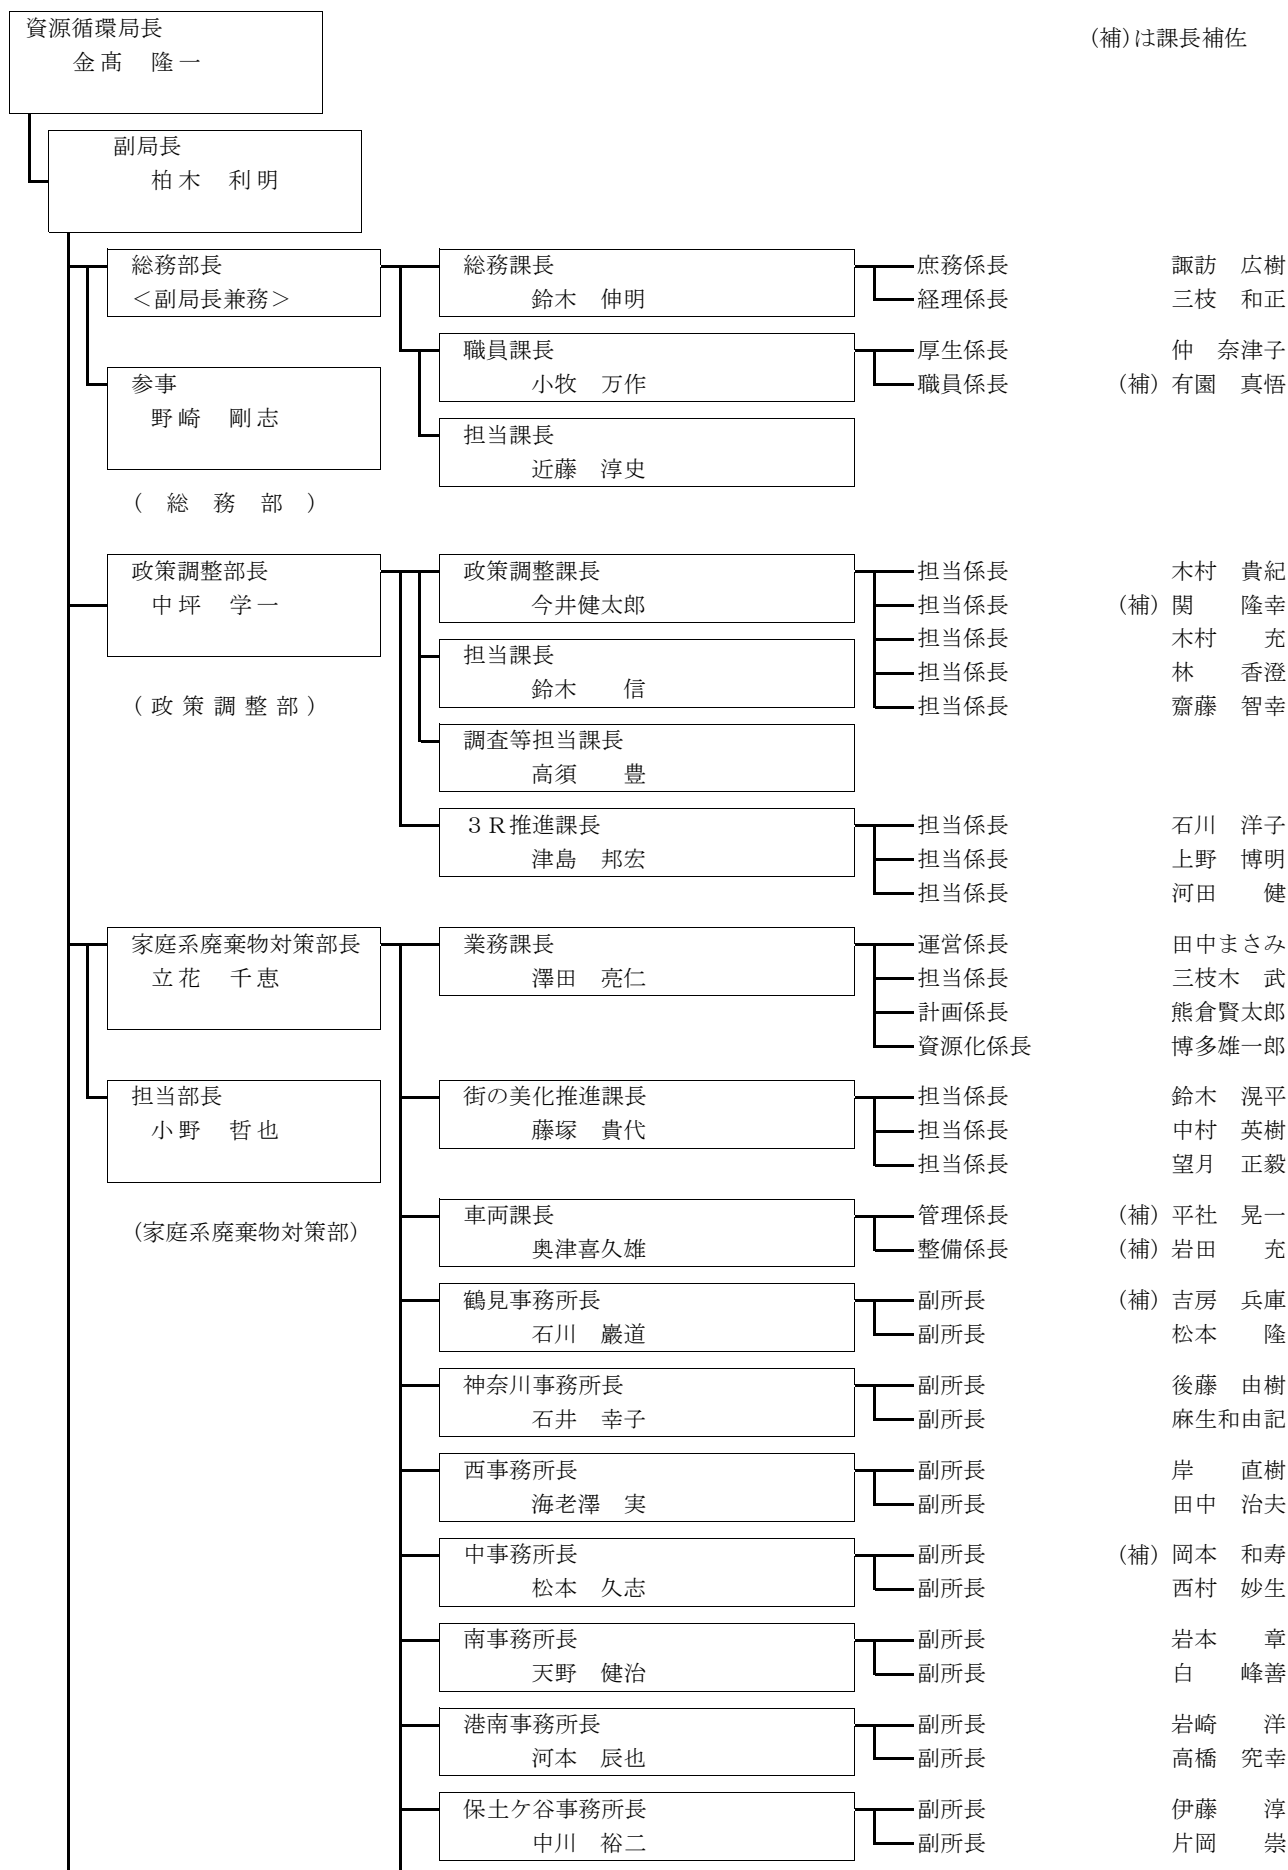 資源循環局長
金髙　隆一
(補)は課長補佐
副局長
柏木　利明
総務部長
＜副局長兼務＞
総務課長
鈴木　伸明
庶務係長　諏訪　広樹
経理係長　三枝　和正
職員課長
小牧　万作
厚生係長　仲　奈津子
職員係長　(補) 有園　真悟
参事
野崎　剛志
担当課長
近藤　淳史
(　総　務　部　)
政策調整部長
中坪　学一
政策調整課長
今井健太郎
担当係長　木村　貴紀
担当係長　(補) 関　隆幸
担当係長　木村　充
担当係長　林　香澄
担当係長　齋藤　智幸
担当課長
鈴木　信
(政策調整部)
調査等担当課長
高須　豊
３Ｒ推進課長
津島　邦宏
担当係長　石川　洋子
担当係長　上野　博明
担当係長　河田　健
家庭系廃棄物対策部長
立花　千恵
業務課長
澤田　亮仁
運営係長　田中まさみ
担当係長　三枝木　武
計画係長　熊倉賢太郎
資源化係長　博多雄一郎
担当部長
小野　哲也
街の美化推進課長
藤塚　貴代
担当係長　鈴木　滉平
担当係長　中村　英樹
担当係長　望月　正毅
(家庭系廃棄物対策部)
車両課長
奥津喜久雄
管理係長　(補) 平社　晃一
整備係長　(補) 岩田　充
鶴見事務所長
石川　巖道
副所長　(補) 吉房　兵庫
副所長　松本　隆
神奈川事務所長
石井　幸子
副所長　後藤　由樹
副所長　麻生和由記
西事務所長
海老澤　実
副所長　岸　直樹
副所長　田中　治夫
中事務所長
松本　久志
副所長　(補) 岡本　和寿
副所長　西村　妙生
南事務所長
天野　健治
副所長　岩本　章
副所長　白　峰善
港南事務所長
河本　辰也
副所長　岩崎　洋
副所長　高橋　究幸
保土ケ谷事務所長
中川　裕二
副所長　伊藤　淳
副所長　片岡　崇